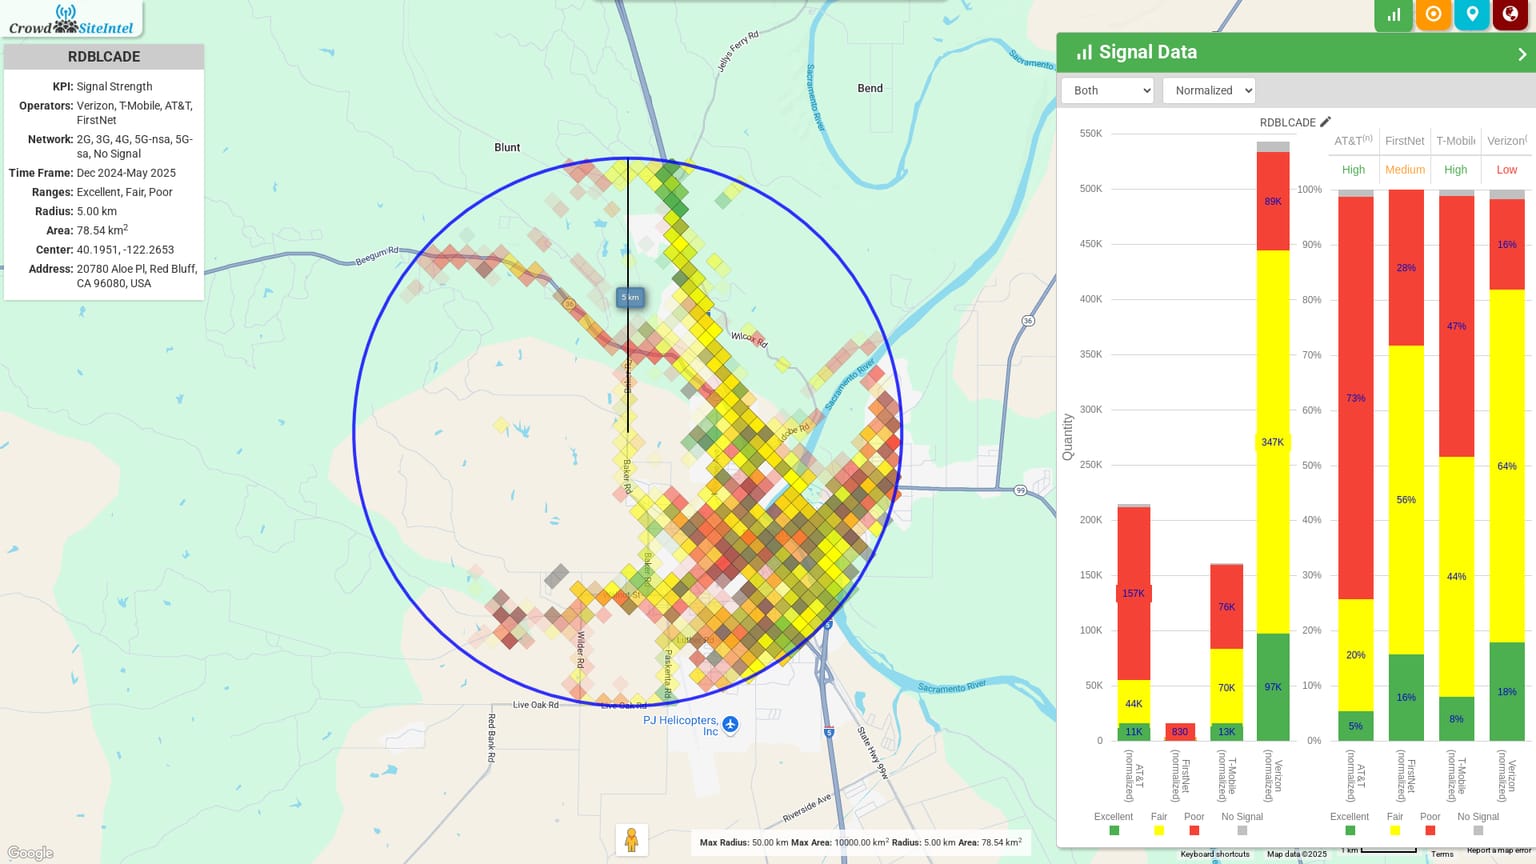 CrowdSiteIntel
RDBLCADE
KPI: Signal Strength
Operators: Verizon, T-Mobile, AT&T,
FirstNet
Network: 2G, 3G, 4G, 5G-nsa, 5G-
sa, No Signal
Time Frame: Dec 2024-May 2025
Ranges: Excellent, Fair, Poor
Radius: 5.00 km
Area: 78.54 km²
Center: 40.1951, -122.2653
Address: 20780 Aloe Pl, Red Bluff,
CA 96080, USA
Jellys Ferry Rd
Bend
Blunt
Sacramento River
Sacramento
Beegum Rd
36
5 km
Wilcox Rd
36
Sacramento River
Adobe Rd
Baker Rd
99
Baker Rd
Walnut St
Luther Rd
Wilder Rd
Paskenta Rd
5
Sacramento River
Live Oak Rd
Live Oak Rd
PJ Helicopters,
Inc
Red Bank Rd
5
State Hwy 99w
Riverside Ave
Google
Max Radius: 50.00 km Max Area: 10000.00 km² Radius: 5.00 km Area: 78.54 km²
Signal Data
Both
Normalized
RDBLCADE
550K
500K
450K
400K
350K
300K
250K
200K
150K
100K
50K
0
Quantity
157K
44K
11K
830
76K
70K
13K
89K
347K
97K
AT&T
(normalized)
FirstNet
(normalized)
T-Mobile
(normalized)
Verizon
(normalized)
Excellent
Fair
Poor
No Signal
AT&T(n)
FirstNet
T-Mobile
Verizon(
High
Medium
High
Low
100%
90%
80%
70%
60%
50%
40%
30%
20%
10%
0%
73%
20%
5%
28%
56%
16%
47%
44%
8%
16%
64%
18%
AT&T
(normalized)
FirstNet
(normalized)
T-Mobile
(normalized)
Verizon
(normalized)
Excellent
Fair
Poor
No Signal
Keyboard shortcuts
Map data ©2025
1 km
Terms
Report a map error